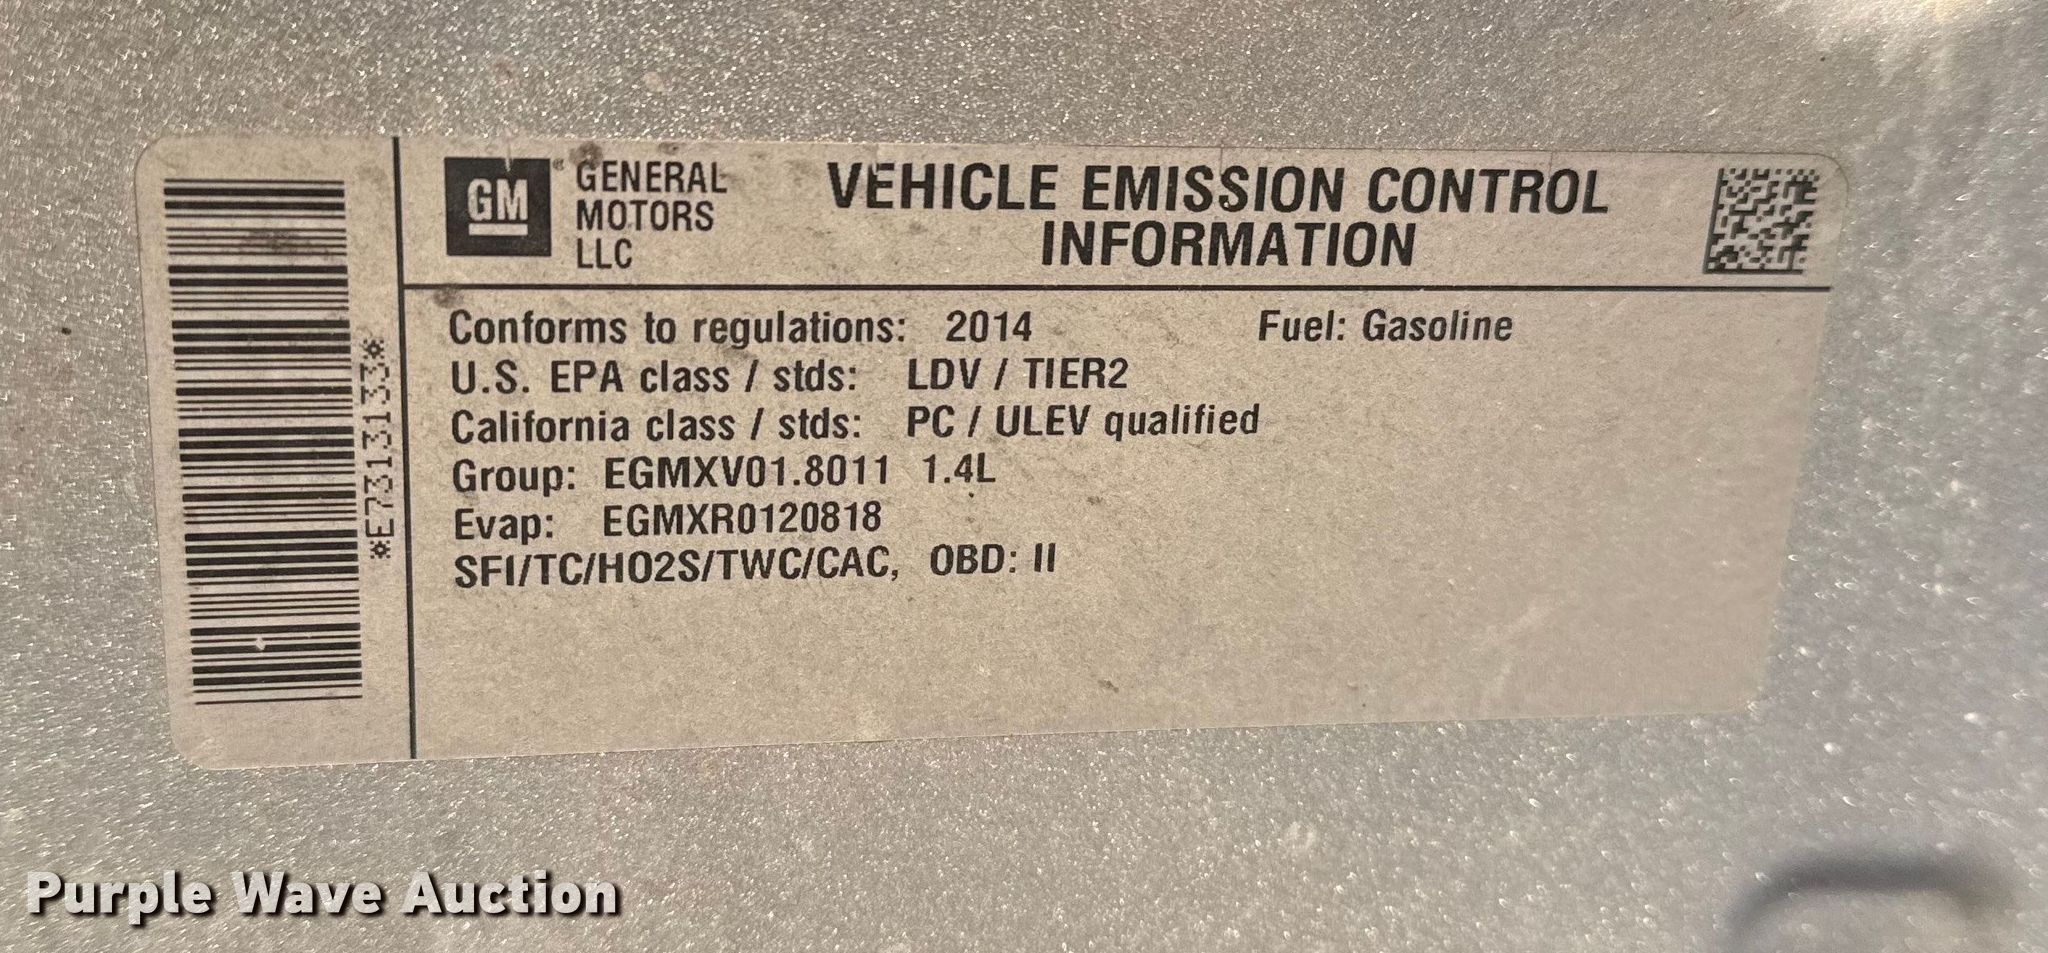 *E7313133*
GM
GENERAL
MOTORS
LLC
VEHICLE EMISSION CONTROL
INFORMATION
Conforms to regulations: 2014 Fuel: Gasoline
U.S. EPA class / stds: LDV / TIER2
California class / stds: PC / ULEV qualified
Group: EGMXV01.8011 1.4L
Evap: EGMXR0120818
SFI/TC/HO2S/TWC/CAC, OBD: II
Purple Wave Auction